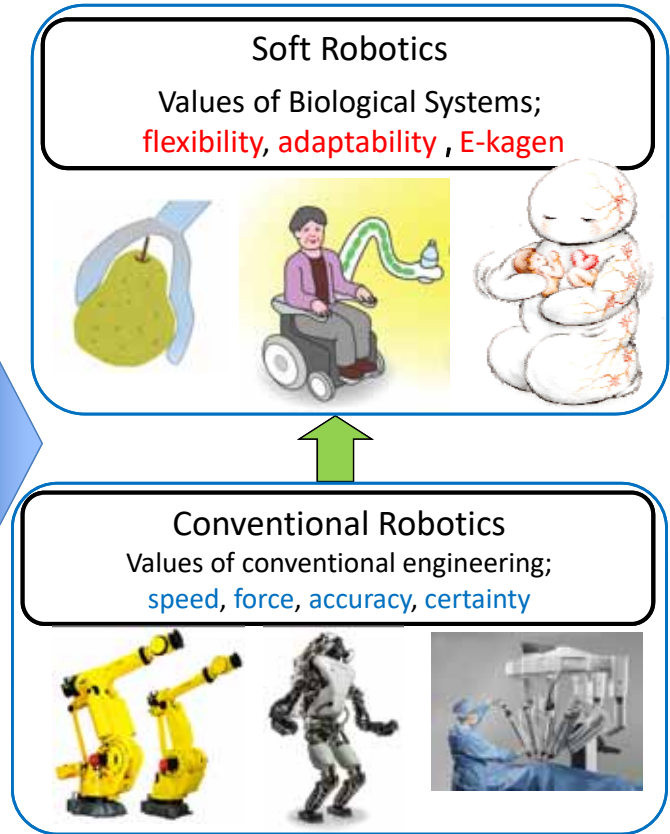 Soft Robotics
Values of Biological Systems;
flexibility, adaptability , E-kagen
Conventional Robotics
Values of conventional engineering;
speed, force, accuracy, certainty